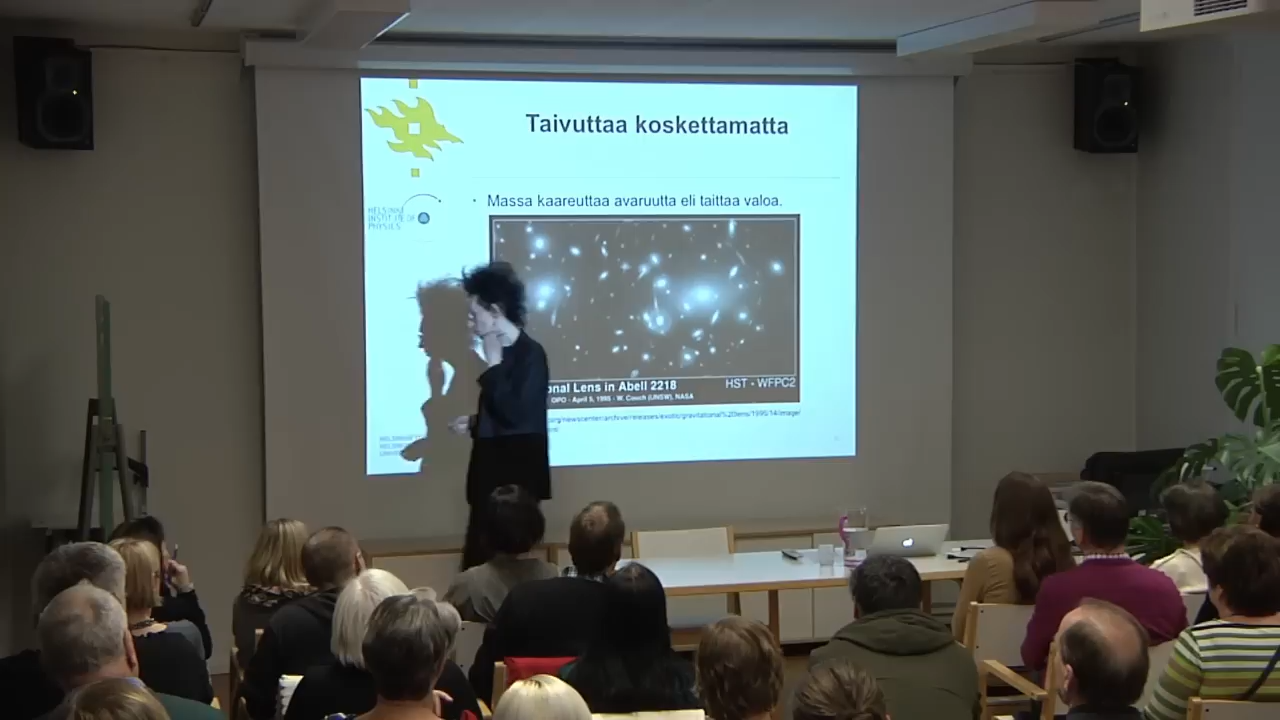 Taivuttaa koskettamatta
HELSINKI
INSTITUTE OF
PHYSICS
• Massa kaareuttaa avaruutta eli taittaa valoa.
onal Lens in Abell 2218
HST • WFPC2
OPO • April 5, 1995 • W. Couch (UNSW), NASA